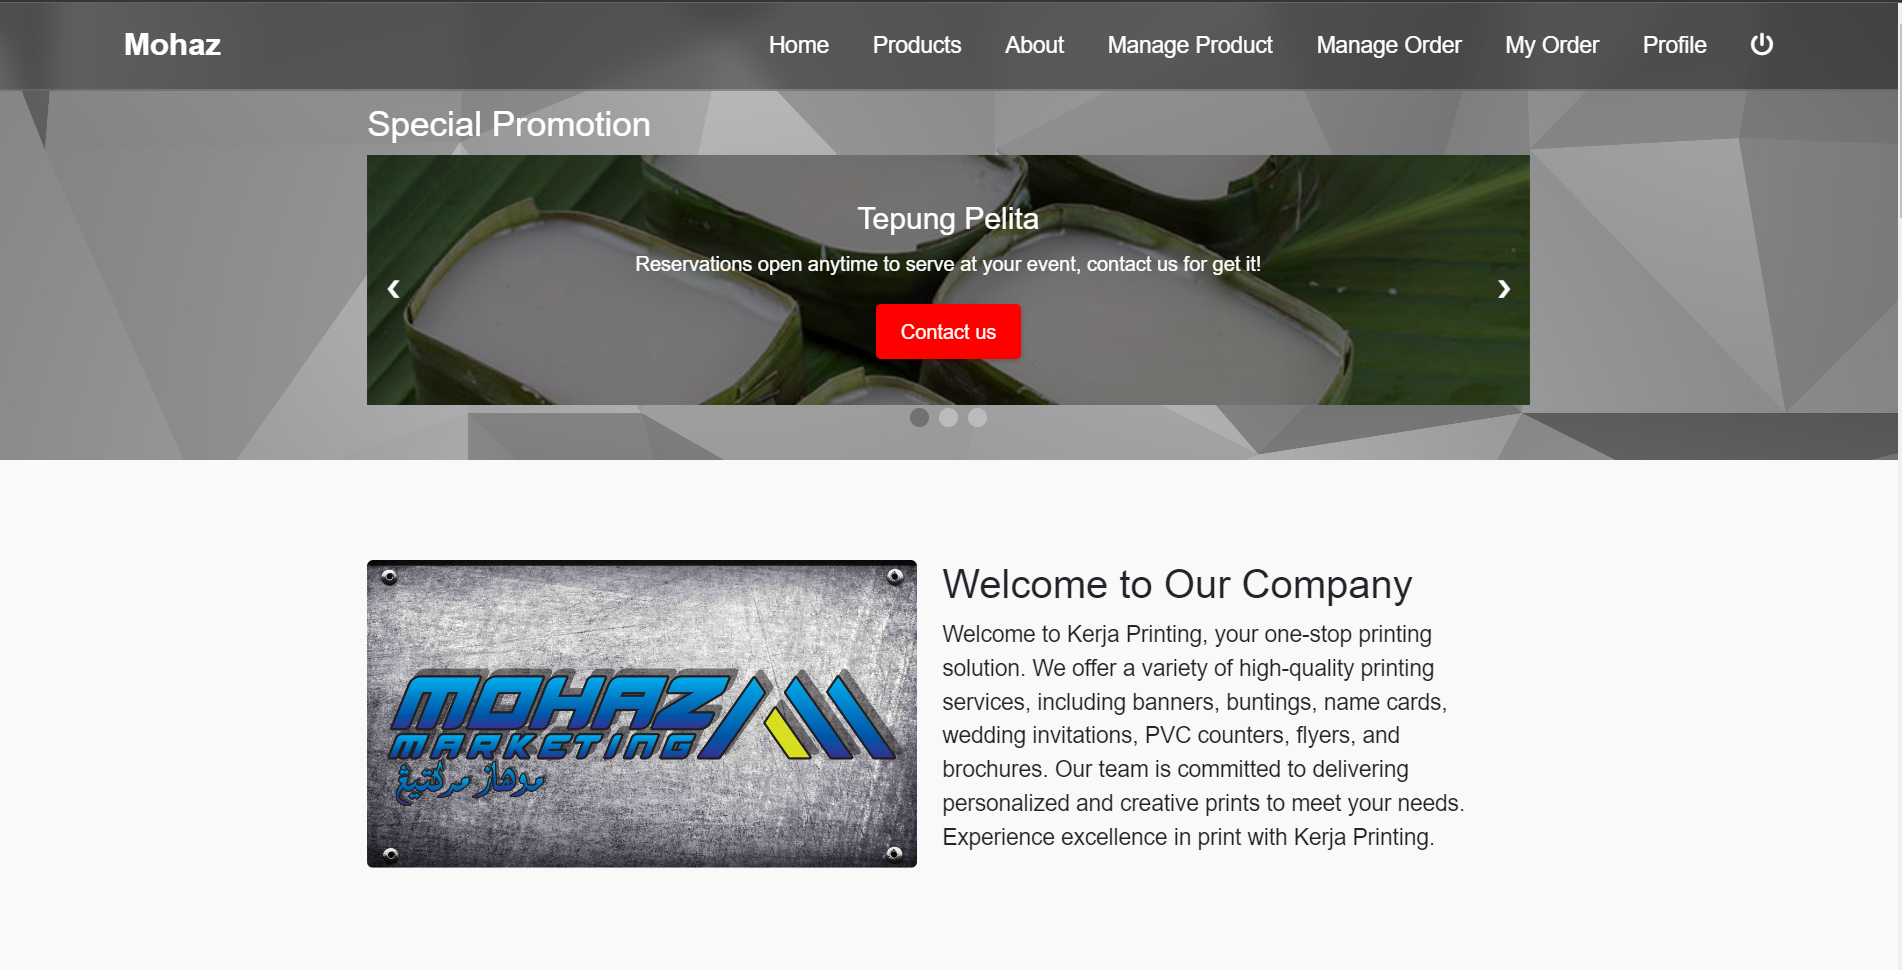 Mohaz
Home Products About Manage Product Manage Order My Order Profile
Special Promotion
Tepung Pelita
Reservations open anytime to serve at your event, contact us for get it!
Contact us
MOHAZ
MARKETING
موهاز مركتيڠ
Welcome to Our Company
Welcome to Kerja Printing, your one-stop printing
solution. We offer a variety of high-quality printing
services, including banners, buntings, name cards,
wedding invitations, PVC counters, flyers, and
brochures. Our team is committed to delivering
personalized and creative prints to meet your needs.
Experience excellence in print with Kerja Printing.